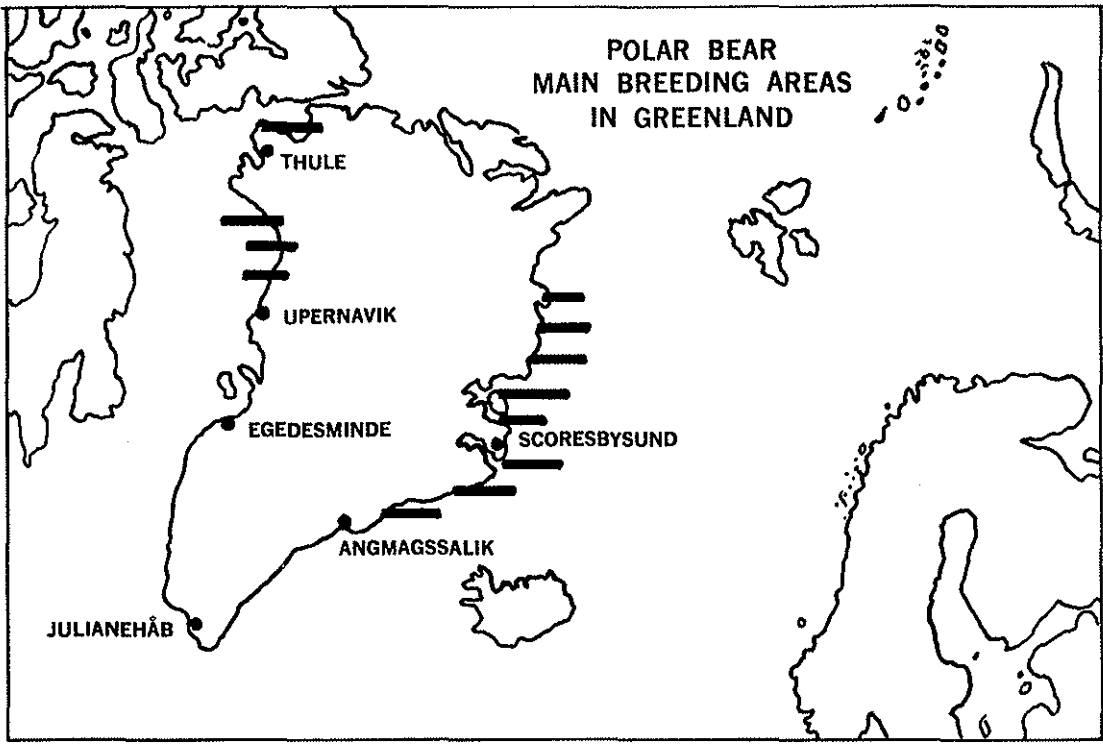 POLAR BEAR
MAIN BREEDING AREAS
IN GREENLAND
THULE
UPERNAVIK
EGEDESMINDE
SCORESBYSUND
ANGMAGSSALIK
JULIANEHÅB